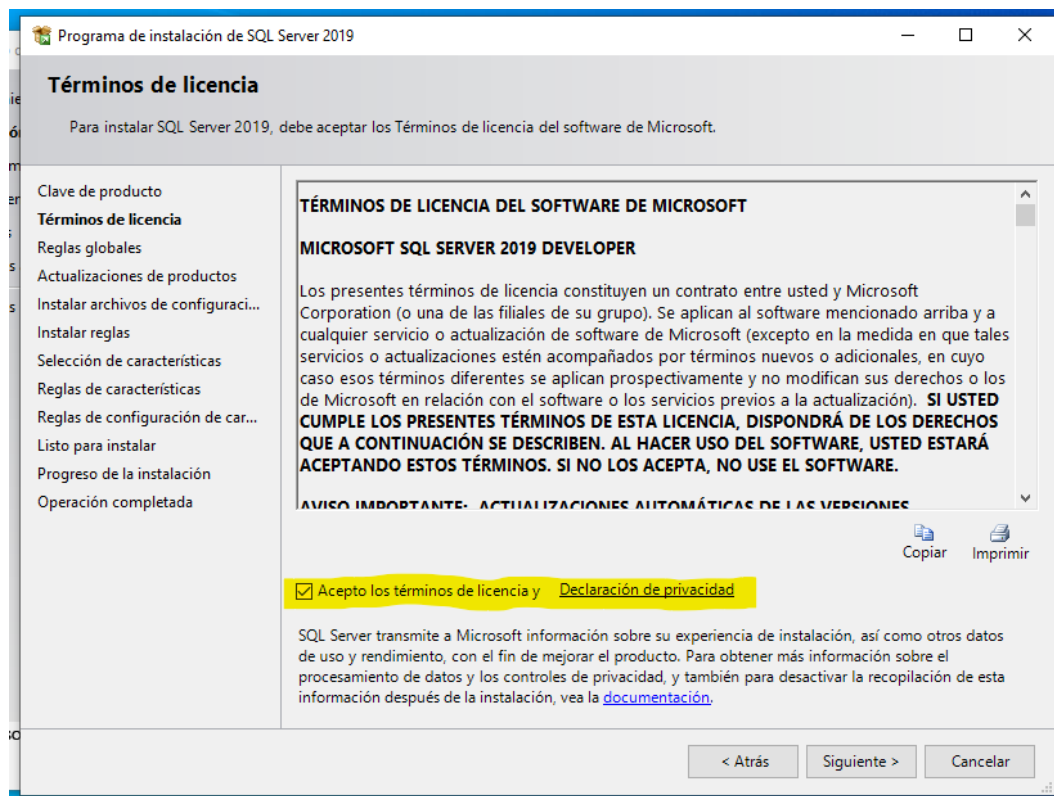 Programa de instalación de SQL Server 2019
Términos de licencia
Para instalar SQL Server 2019, debe aceptar los Términos de licencia del software de Microsoft.
Clave de producto
Términos de licencia
Reglas globales
Actualizaciones de productos
Instalar archivos de configuraci...
Instalar reglas
Selección de características
Reglas de características
Reglas de configuración de car...
Listo para instalar
Progreso de la instalación
Operación completada
TÉRMINOS DE LICENCIA DEL SOFTWARE DE MICROSOFT
MICROSOFT SQL SERVER 2019 DEVELOPER
Los presentes términos de licencia constituyen un contrato entre usted y Microsoft
Corporation (o una de las filiales de su grupo). Se aplican al software mencionado arriba y a
cualquier servicio o actualización de software de Microsoft (excepto en la medida en que tales
servicios o actualizaciones estén acompañados por términos nuevos o adicionales, en cuyo
caso esos términos diferentes se aplican prospectivamente y no modifican sus derechos o los
de Microsoft en relación con el software o los servicios previos a la actualización). SI USTED
CUMPLE LOS PRESENTES TÉRMINOS DE ESTA LICENCIA, DISPONDRÁ DE LOS DERECHOS
QUE A CONTINUACIÓN SE DESCRIBEN. AL HACER USO DEL SOFTWARE, USTED ESTARÁ
ACEPTANDO ESTOS TÉRMINOS. SI NO LOS ACEPTA, NO USE EL SOFTWARE.
AVISO IMPORTANTE: ACTUALIZACIONES AUTOMÁTICAS DE LAS VERSIONES
Copiar Imprimir
Acepto los términos de licencia y Declaración de privacidad
SQL Server transmite a Microsoft información sobre su experiencia de instalación, así como otros datos
de uso y rendimiento, con el fin de mejorar el producto. Para obtener más información sobre el
procesamiento de datos y los controles de privacidad, y también para desactivar la recopilación de esta
información después de la instalación, vea la documentación.
< Atrás Siguiente > Cancelar